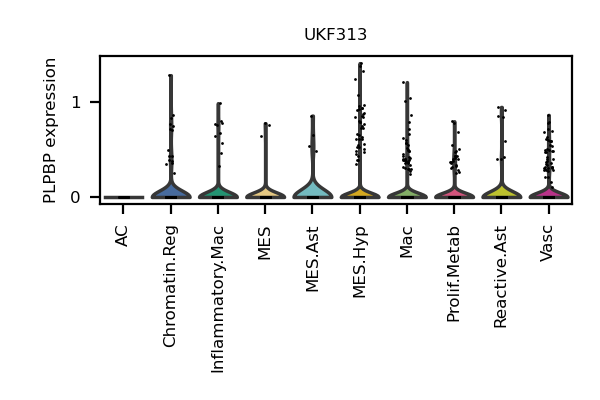 UKF313
PLPBP expression
1
0
AC
Chromatin.Reg
Inflammatory.Mac
MES
MES.Ast
MES.Hyp
Mac
Prolif.Metab
Reactive.Ast
Vasc